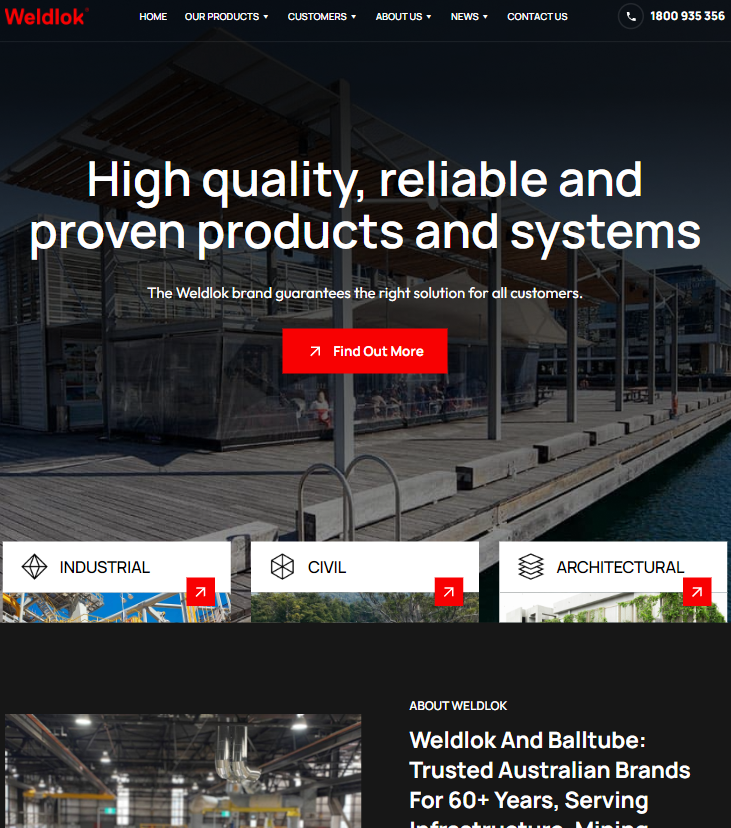 Weldlok®
HOME OUR PRODUCTS CUSTOMERS ABOUT US NEWS CONTACT US 1800 935 356
High quality, reliable and
proven products and systems
The Weldlok brand guarantees the right solution for all customers.
Find Out More
INDUSTRIAL CIVIL ARCHITECTURAL
ABOUT WELDLOK
Weldlok And Balltube:
Trusted Australian Brands
For 60+ Years, Serving
Infrastructure, Mining